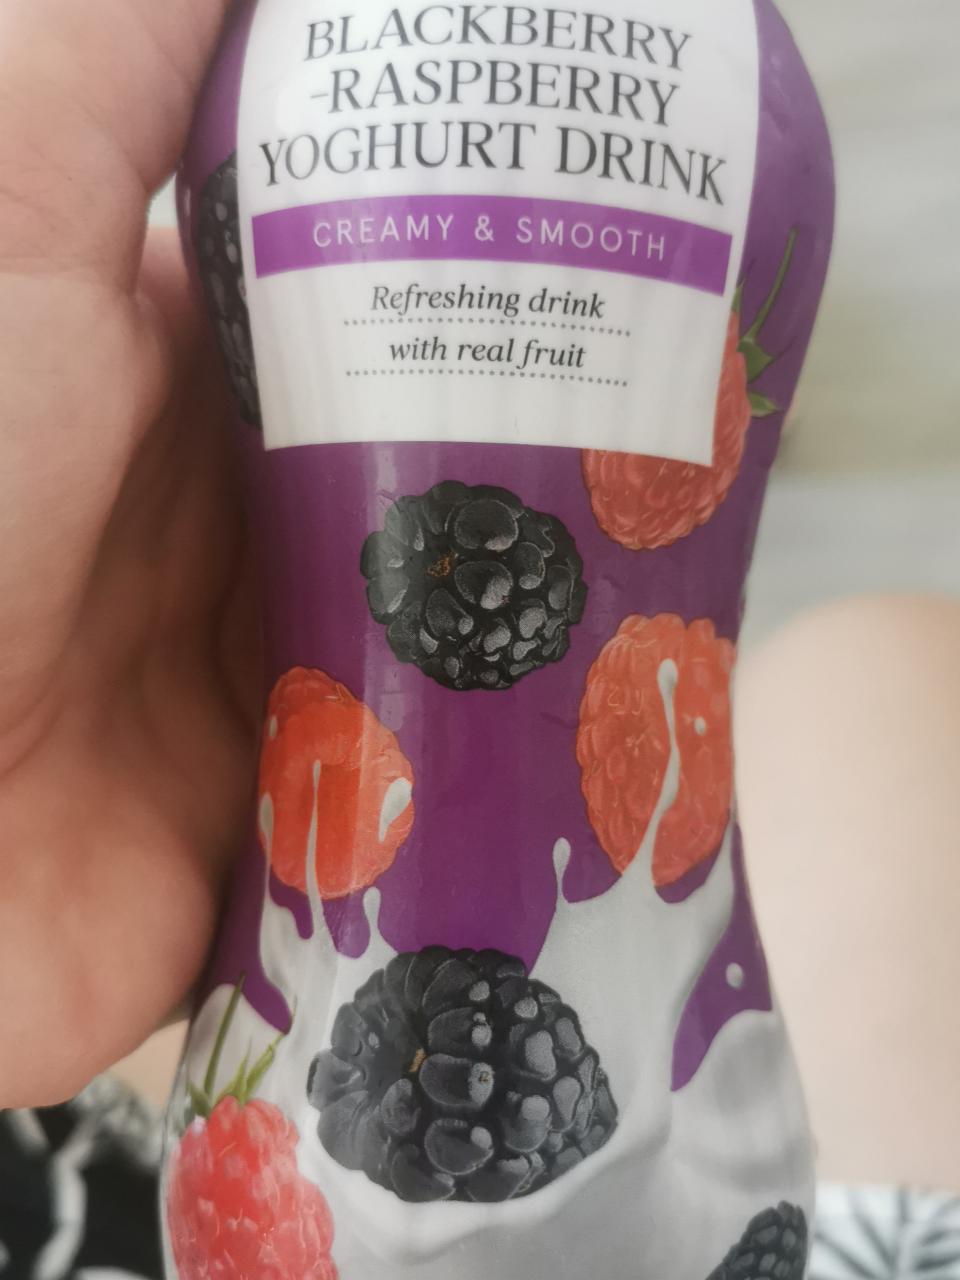 BLACKBERRY
-RASPBERRY
YOGHURT DRINK
CREAMY & SMOOTH
Refreshing drink
with real fruit